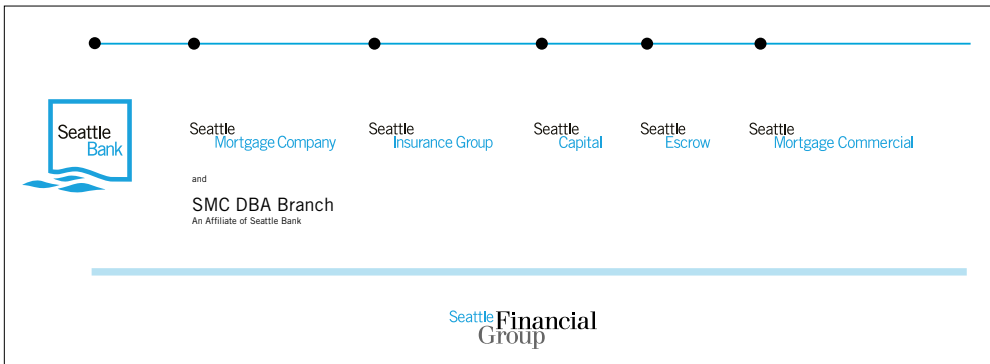 Seattle
Bank
Seattle
Mortgage Company
and
SMC DBA Branch
An Affiliate of Seattle Bank
Seattle
Insurance Group
Seattle
Capital
Seattle
Escrow
Seattle
Mortgage Commercial
Seattle Financial
Group